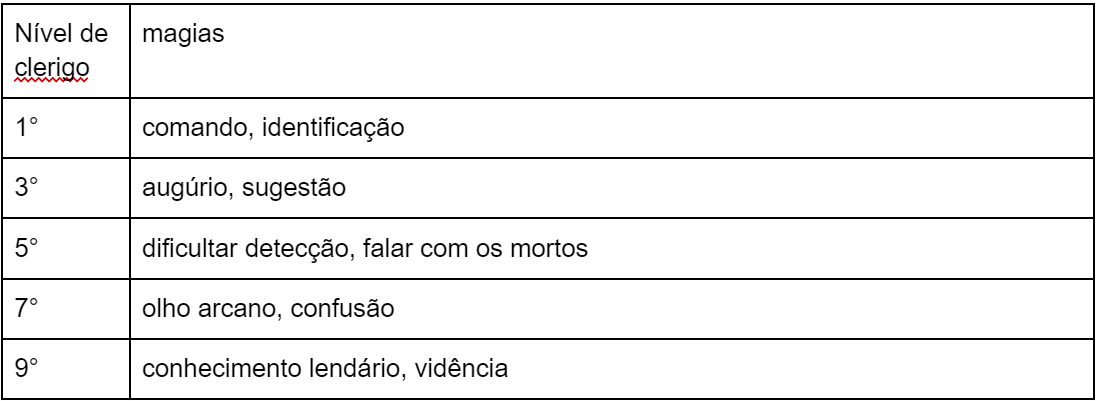 Nível de magias
clerigo
1° comando, identificação
3° augúrio, sugestão
5° dificultar detecção, falar com os mortos
7° olho arcano, confusão
9° conhecimento lendário, vidência